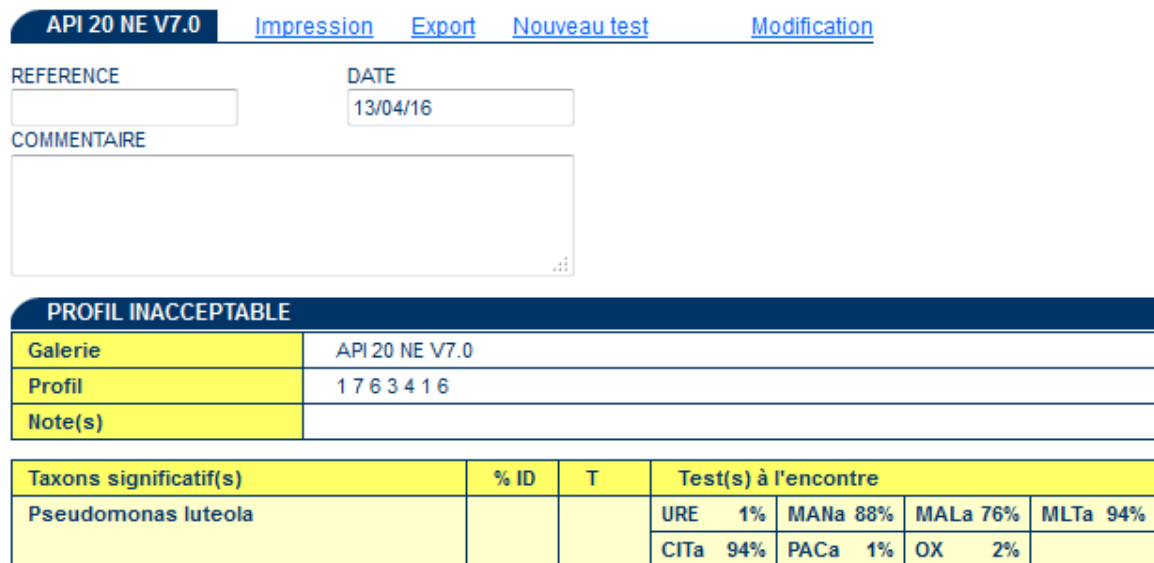 API 20 NE V7.0 Impression Export Nouveau test Modification
REFERENCE DATE
13/04/16
COMMENTAIRE
PROFIL INACCEPTABLE
Galerie API 20 NE V7.0
Profil 1 7 6 3 4 1 6
Note(s)
Taxons significatif(s) % ID T Test(s) à l'encontre
Pseudomonas luteola URE 1% MANa 88% MALa 76% MLTa 94%
CITa 94% PACa 1% OX 2%